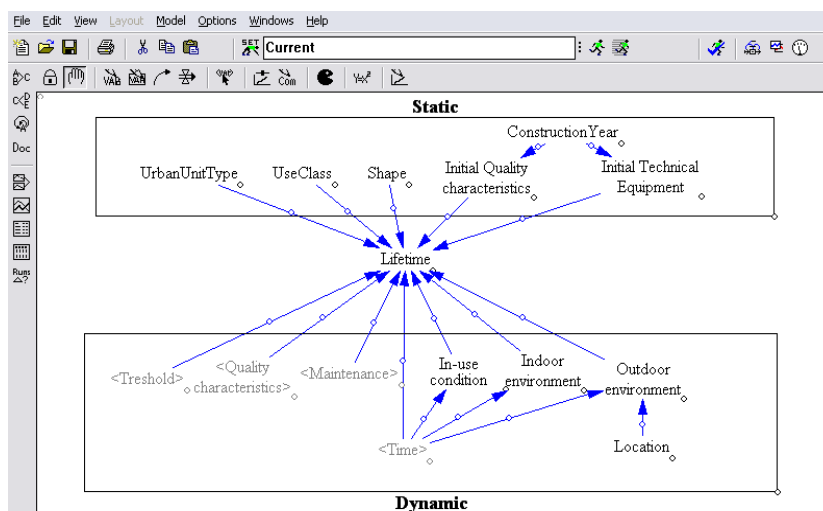 File Edit View Layout Model Options Windows Help
SET Current
Doc
Runs
Static
ConstructionYear
UrbanUnitType UseClass Shape Initial Quality characteristics Initial Technical Equipment
Lifetime
<Treshold> <Quality characteristics> <Maintenance> In-use condition Indoor environment Outdoor environment
<Time> Location
Dynamic